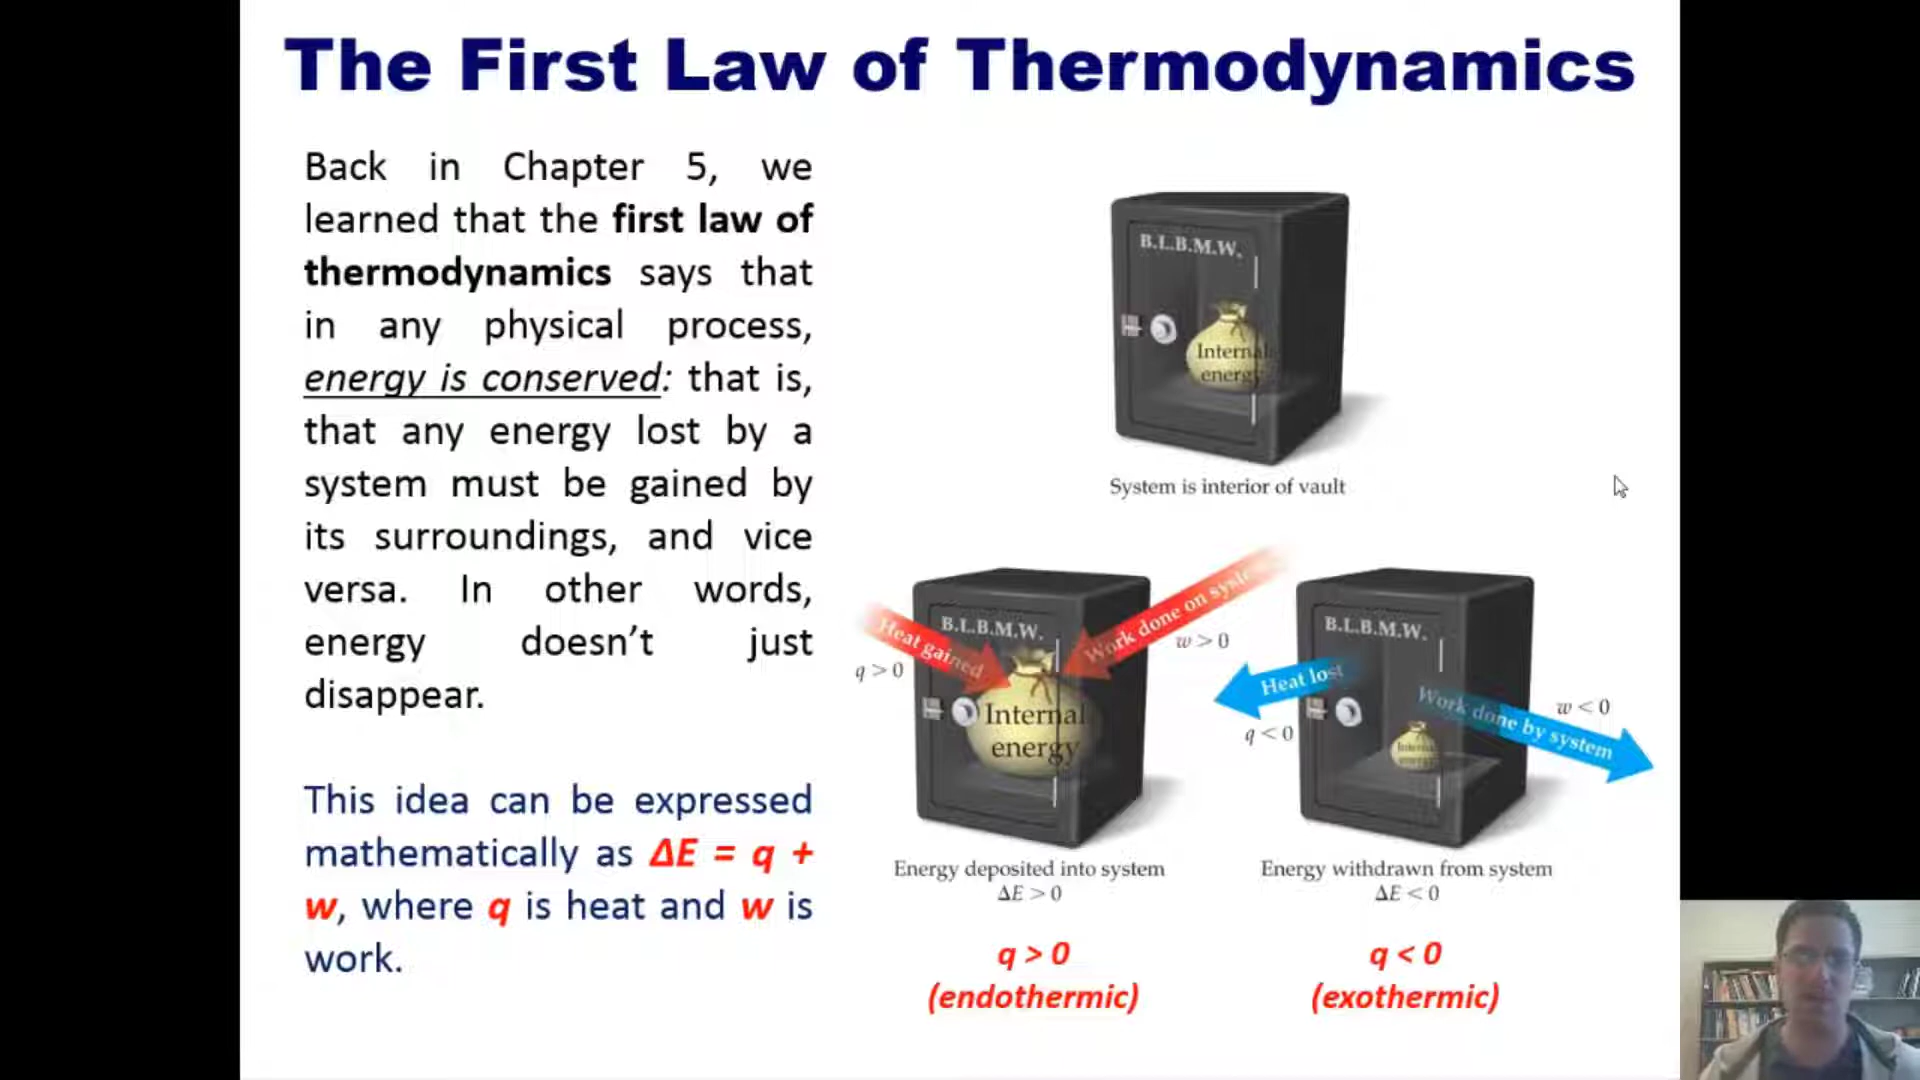 The First Law of Thermodynamics
Back in Chapter 5, we
learned that the first law of
thermodynamics says that
in any physical process,
energy is conserved: that is,
that any energy lost by a
system must be gained by
its surroundings, and vice
versa. In other words,
energy doesn’t just
disappear.
This idea can be expressed
mathematically as ΔE = q +
w, where q is heat and w is
work.
B.L.B.M.W.
Internal
energy
System is interior of vault
B.L.B.M.W.
Heat gained
q > 0
Work done on
w > 0
Internal
energy
Energy deposited into system
ΔE > 0
q > 0
(endothermic)
B.L.B.M.W.
Heat lost
q < 0
Work done by system
w < 0
Internal
energy
Energy withdrawn from system
ΔE < 0
q < 0
(exothermic)